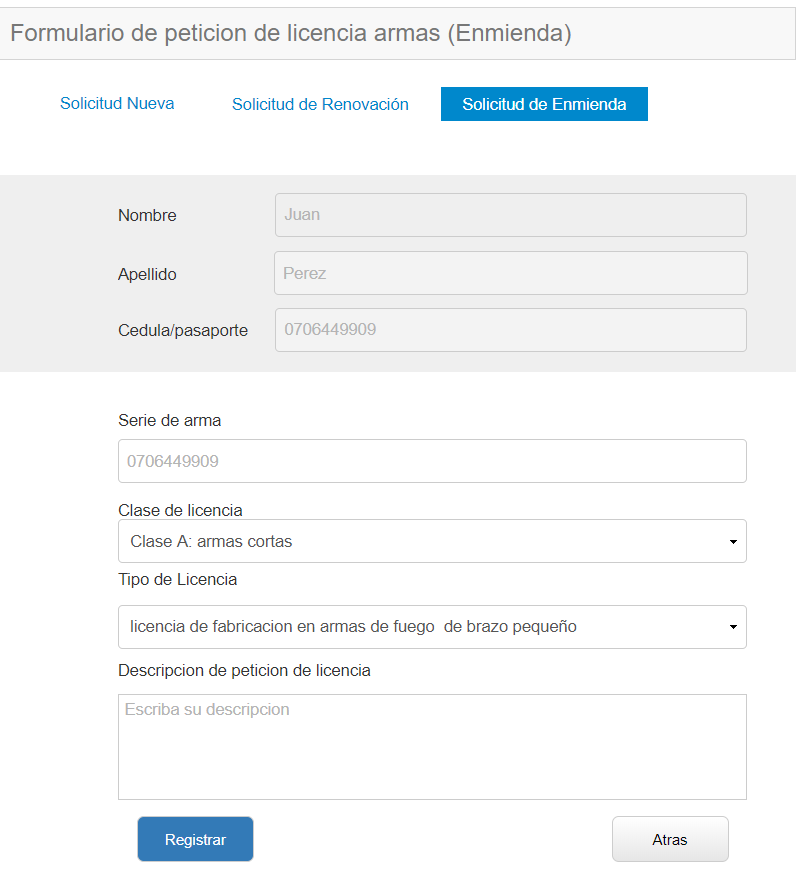 Formulario de peticion de licencia armas (Enmienda)
Solicitud Nueva Solicitud de Renovación Solicitud de Enmienda
Nombre Juan
Apellido Perez
Cedula/pasaporte 0706449909
Serie de arma
0706449909
Clase de licencia
Clase A: armas cortas
Tipo de Licencia
licencia de fabricacion en armas de fuego  de brazo pequeño
Descripcion de peticion de licencia
Escriba su descripcion
Registrar Atras